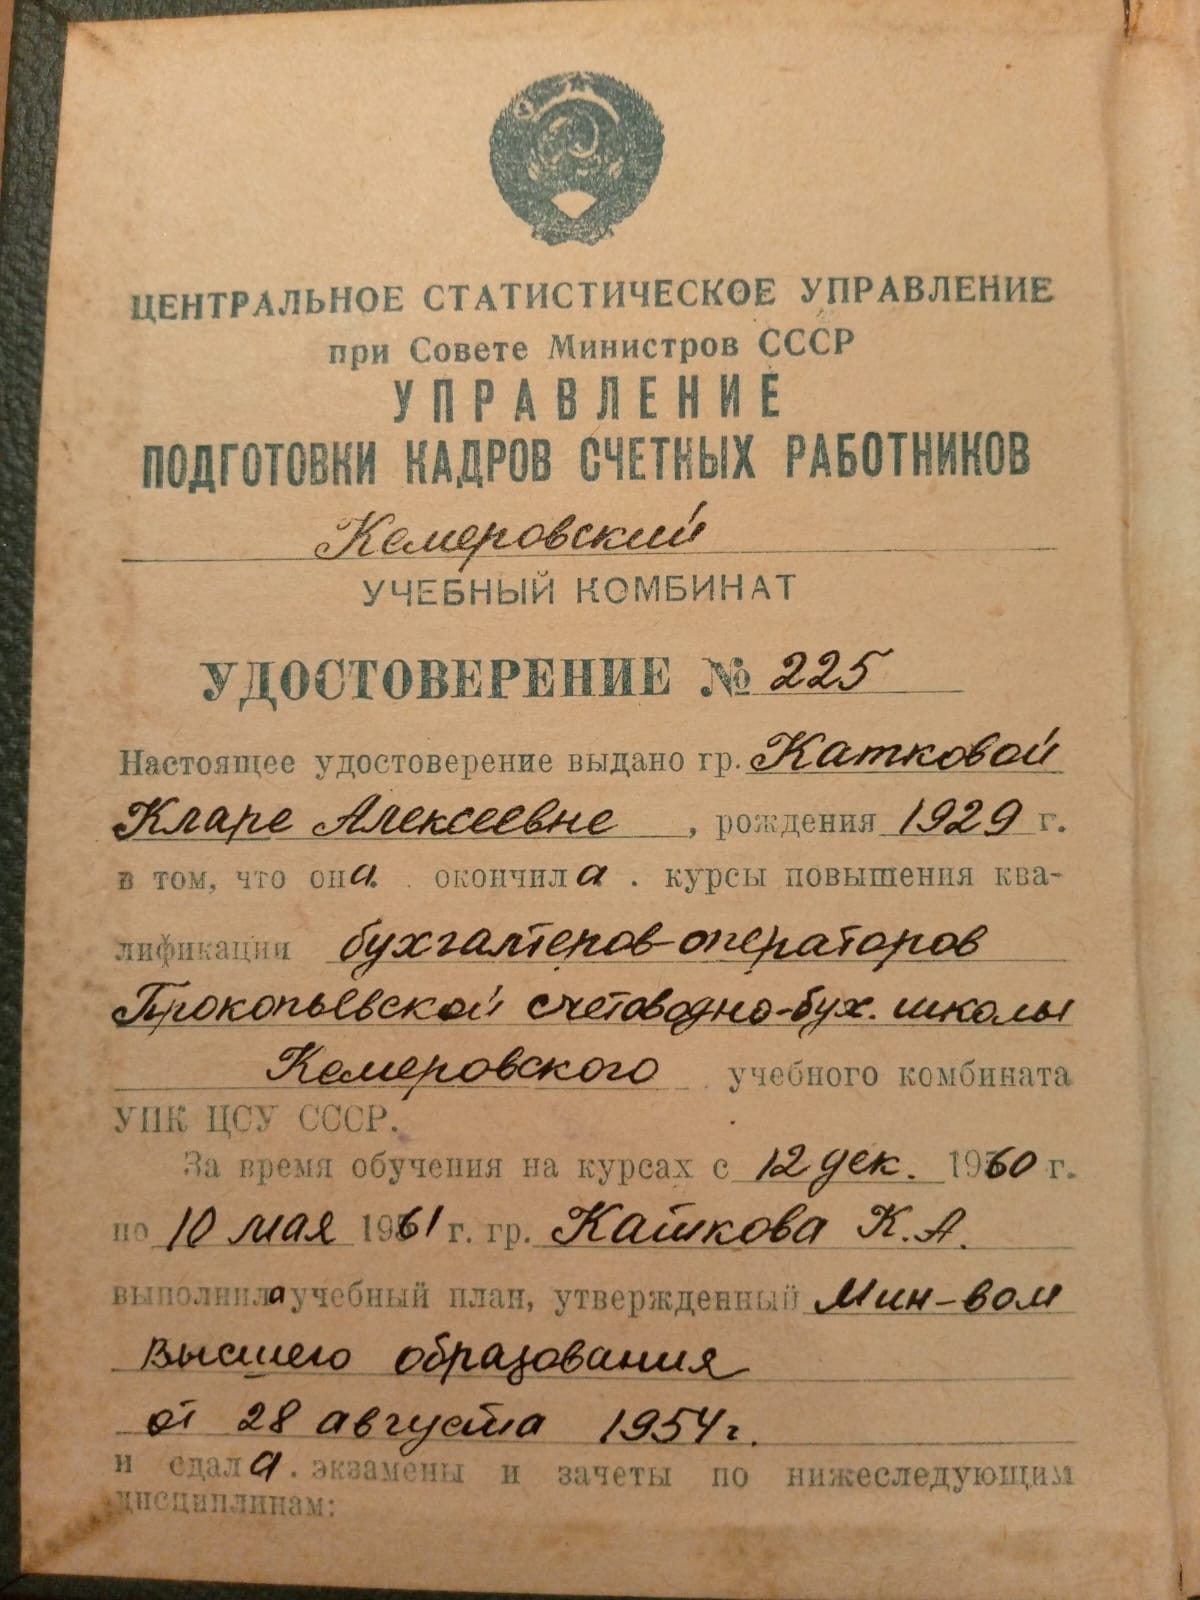 ЦЕНТРАЛЬНОЕ СТАТИСТИЧЕСКОЕ УПРАВЛЕНИЕ
при Совете Министров СССР
УПРАВЛЕНИЕ
ПОДГОТОВКИ КАДРОВ СЧЕТНЫХ РАБОТНИКОВ
Кемеровский
УЧЕБНЫЙ КОМБИНАТ
УДОСТОВЕРЕНИЕ № 225
Настоящее удостоверение выдано гр. Катковой
Кларе Алексеевне, рождения 1929 г.
в том, что она окончила курсы повышения ква-
лификации бухгалтеров-операторов
Прокопьевской счетоводно-бух. школы
Кемеровского учебного комбината
УПК ЦСУ СССР.
За время обучения на курсах с 12 дек. 1960 г.
по 10 мая 1961 г. гр. Каткова К.А.
выполнила учебный план, утвержденный Мин-вом
Высшего образования
от 28 августа 1954 г.
и сдала экзамены и зачеты по нижеследующим
дисциплинам: